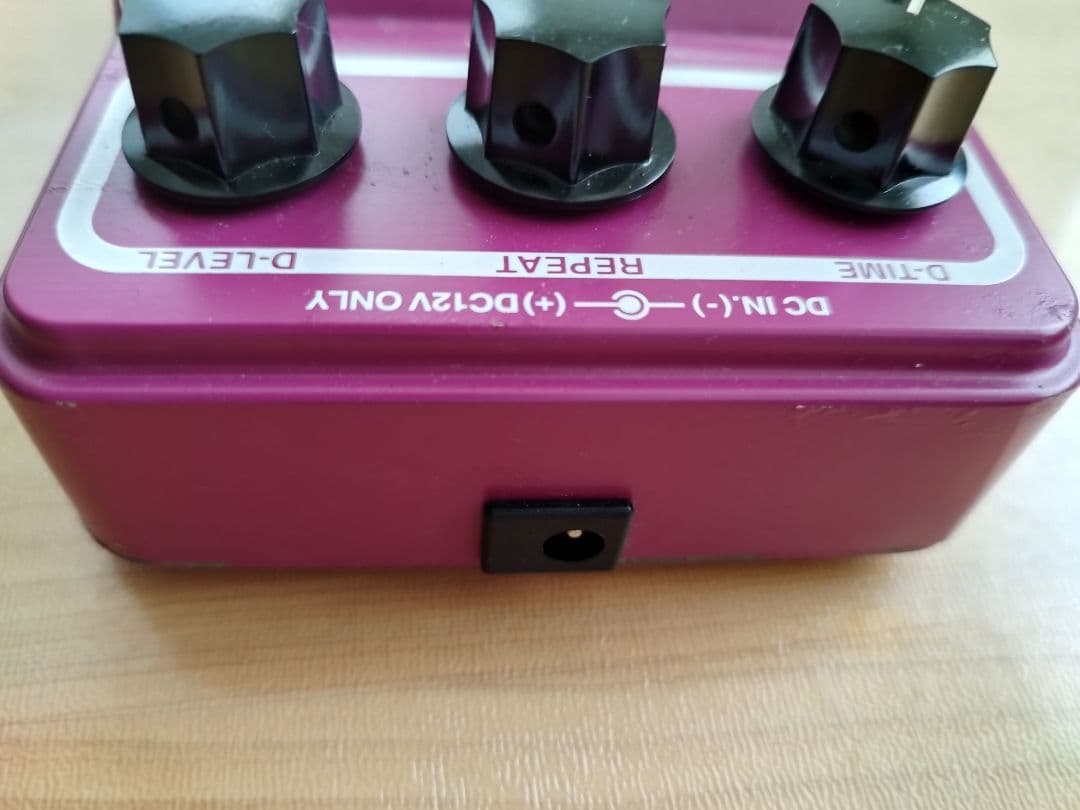 DC IN.(-) (+)DC12V ONLY
D-TIME REPEAT D-LEVEL